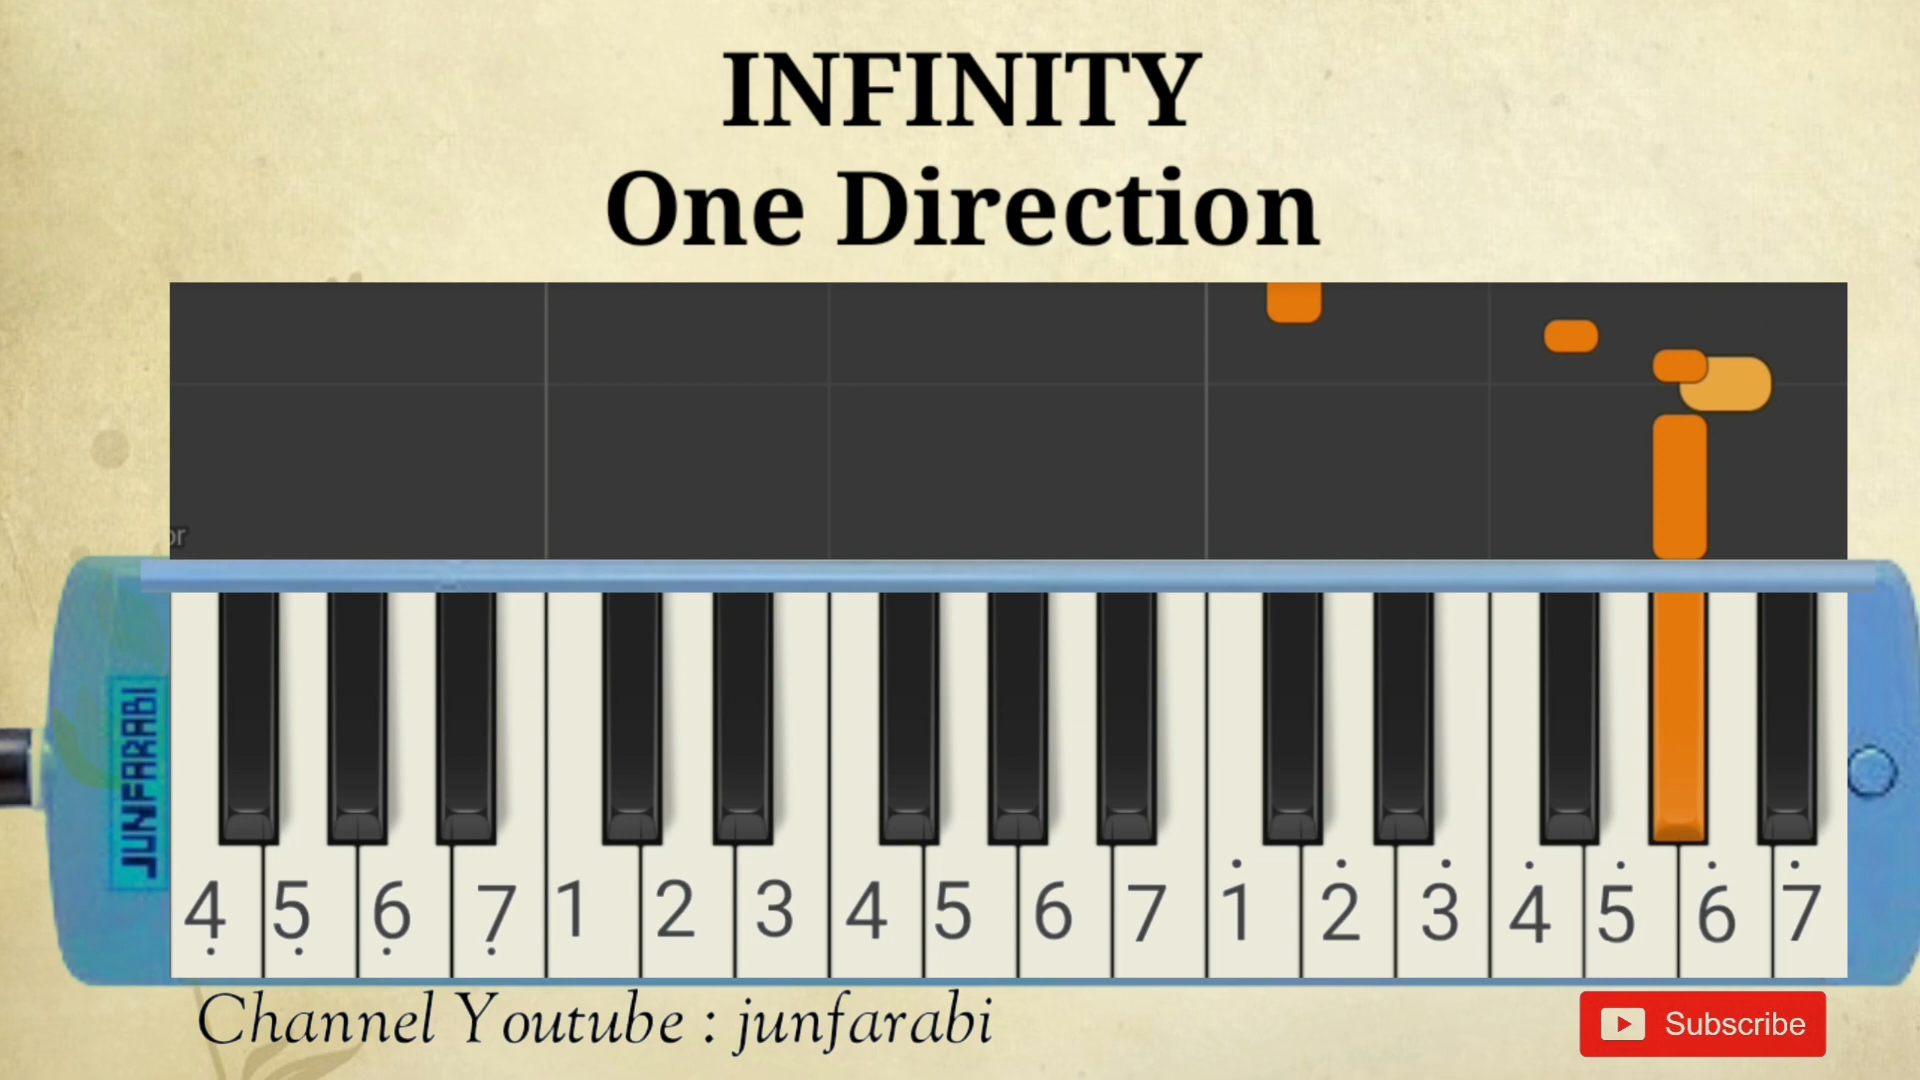 INFINITY
One Direction
or
JUNFARABI
4̣ 5̣ 6̣ 7̣ 1 2 3 4 5 6 7 1̇ 2̇ 3̇ 4̇ 5̇ 6̇ 7̇
Channel Youtube : junfarabi
Subscribe